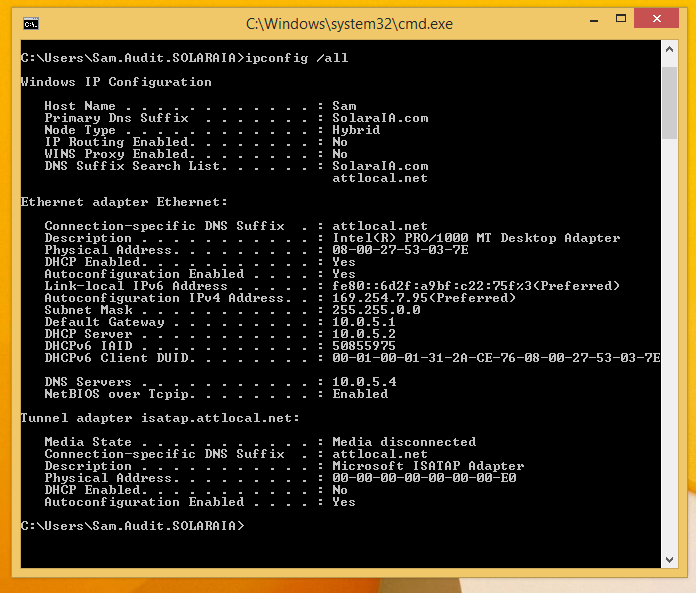 C:\Windows\system32\cmd.exe
C:\Users\Sam.Audit.SOLARAIA>ipconfig /all
Windows IP Configuration
Host Name . . . . . . . . . . . . : Sam
Primary Dns Suffix  . . . . . . . : SolaraIA.com
Node Type . . . . . . . . . . . . : Hybrid
IP Routing Enabled. . . . . . . . : No
WINS Proxy Enabled. . . . . . . . : No
DNS Suffix Search List. . . . . . : SolaraIA.com
attlocal.net
Ethernet adapter Ethernet:
Connection-specific DNS Suffix  . : attlocal.net
Description . . . . . . . . . . . : Intel(R) PRO/1000 MT Desktop Adapter
Physical Address. . . . . . . . . : 08-00-27-53-03-7E
DHCP Enabled. . . . . . . . . . . : Yes
Autoconfiguration Enabled . . . . : Yes
Link-local IPv6 Address . . . . . : fe80::6d2f:a9bf:c22:75fx%3(Preferred)
Autoconfiguration IPv4 Address. . : 169.254.7.95(Preferred)
Subnet Mask . . . . . . . . . . . : 255.255.0.0
Default Gateway . . . . . . . . . : 10.0.5.1
DHCP Server . . . . . . . . . . . : 10.0.5.2
DHCPv6 IAID . . . . . . . . . . . : 50855975
DHCPv6 Client DUID. . . . . . . . : 00-01-00-01-31-2A-CE-76-08-00-27-53-03-7E
DNS Servers . . . . . . . . . . . : 10.0.5.4
NetBIOS over Tcpip. . . . . . . . : Enabled
Tunnel adapter isatap.attlocal.net:
Media State . . . . . . . . . . . : Media disconnected
Connection-specific DNS Suffix  . : attlocal.net
Description . . . . . . . . . . . : Microsoft ISATAP Adapter
Physical Address. . . . . . . . . : 00-00-00-00-00-00-00-E0
DHCP Enabled. . . . . . . . . . . : No
Autoconfiguration Enabled . . . . : Yes
C:\Users\Sam.Audit.SOLARAIA>